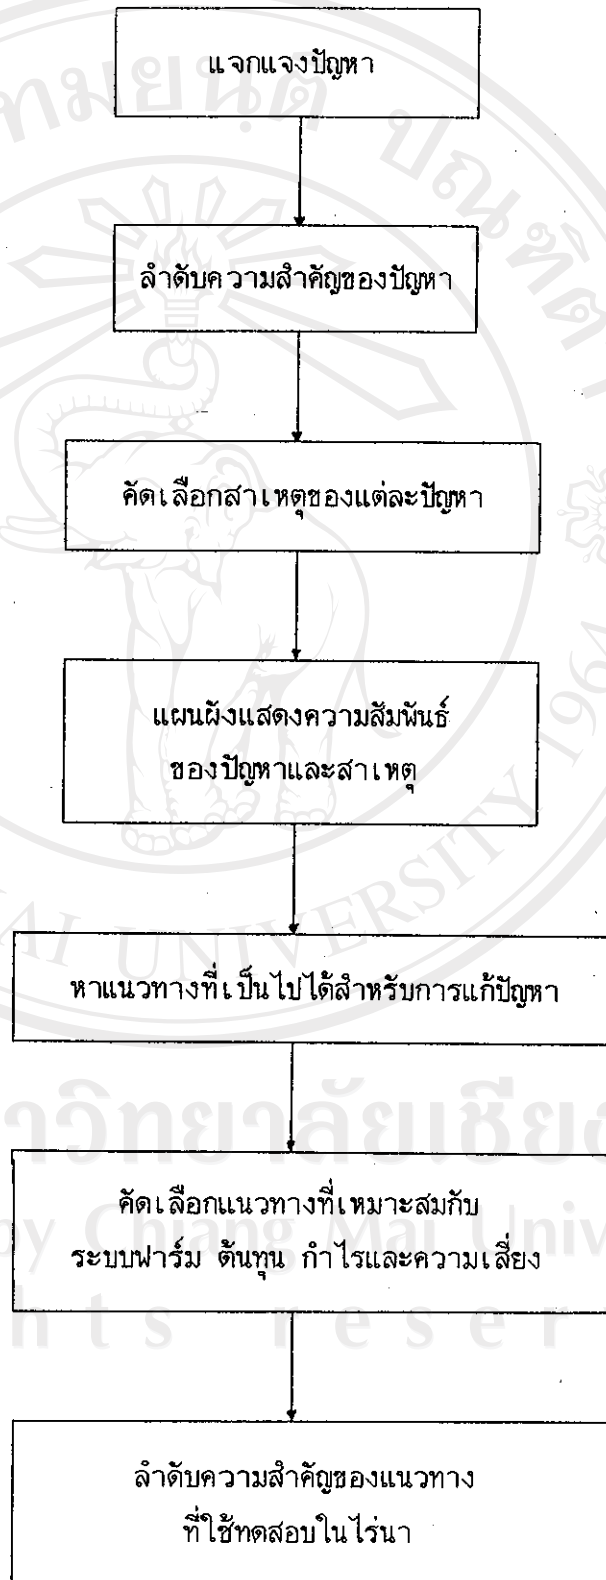 แจกแจงปัญหา
ลำดับความสำคัญของปัญหา
คัดเลือกสาเหตุของแต่ละปัญหา
แผนผังแสดงความสัมพันธ์
ของปัญหาและสาเหตุ
หาแนวทางที่เป็นไปได้สำหรับการแก้ปัญหา
คัดเลือกแนวทางที่เหมาะสมกับ
ระบบฟาร์ม ต้นทุน กำไรและความเสี่ยง
ลำดับความสำคัญของแนวทาง
ที่ใช้ทดสอบในไร่นา